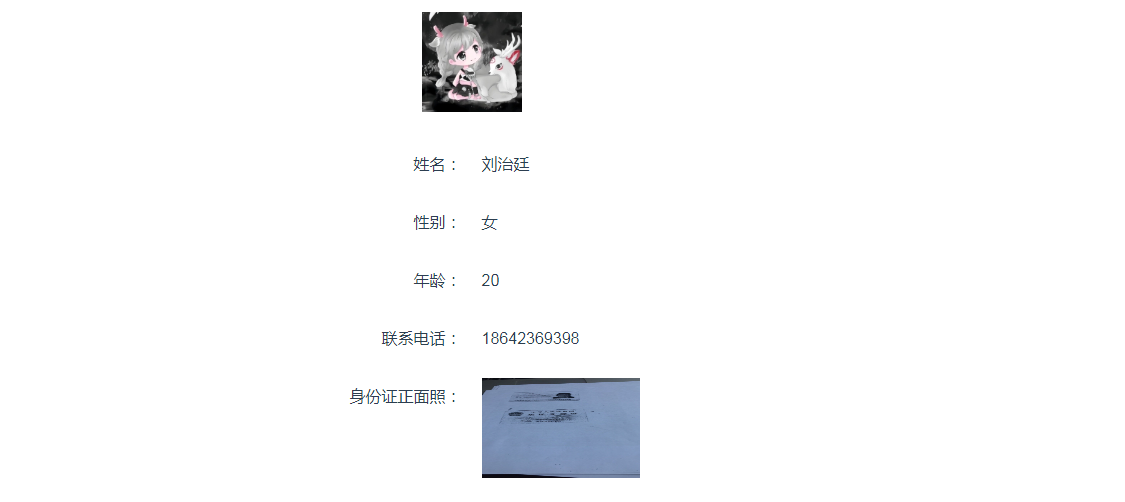 姓名： 刘治廷
性别： 女
年龄： 20
联系电话： 18642369398
身份证正面照：